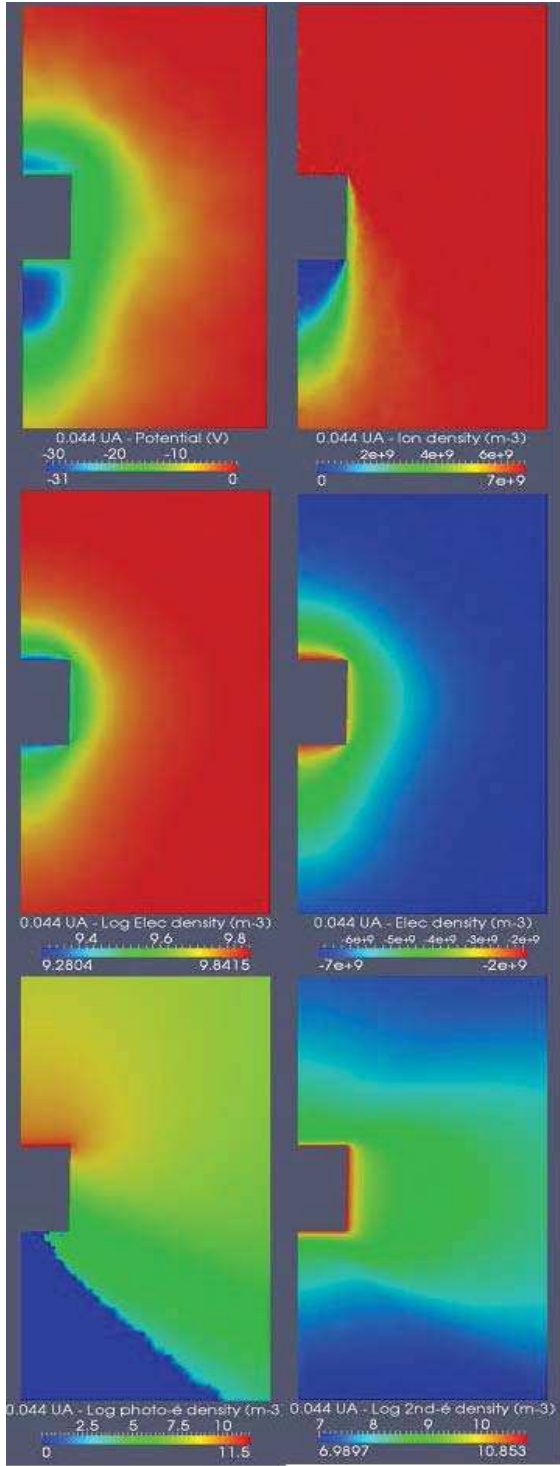 0.044 UA - Potential (V)
-30 -20 -10
-31 0
0.044 UA - Ion density (m-3)
2e+9 4e+9 6e+9
0 7e+9
0.044 UA - Log Elec density (m-3)
9.4 9.6 9.8
9.2804 9.8415
0.044 UA - Elec density (m-3)
-6e+9 -5e+9 -4e+9 -3e+9 -2e+9
-7e+9 -2e+9
0.044 UA - Log photo-é density (m-3
2.5 5 7.5 10
0 11.5
0.044 UA - Log 2nd-é density (m-3)
7 8 9 10
6.9897 10.853